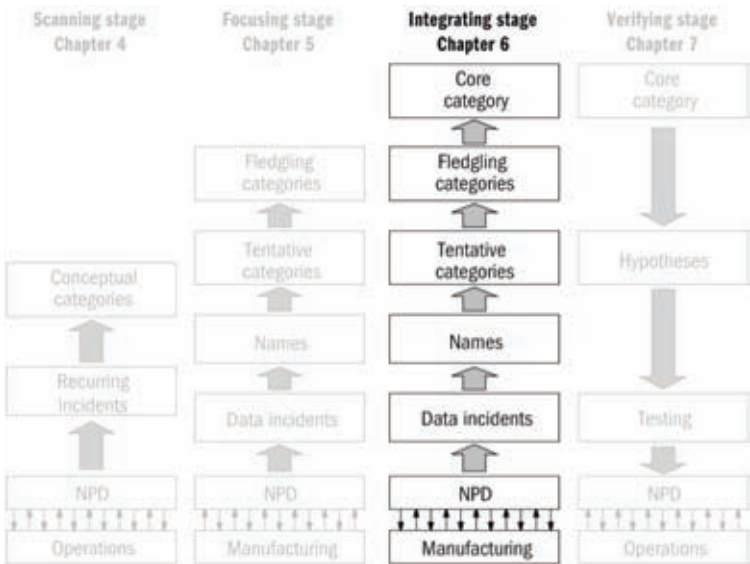 Scanning stage
Chapter 4
Conceptual
categories
Recurring
incidents
NPD
Operations
Focusing stage
Chapter 5
Fledgling
categories
Tentative
categories
Names
Data incidents
NPD
Manufacturing
Integrating stage
Chapter 6
Core
category
Fledgling
categories
Tentative
categories
Names
Data incidents
NPD
Manufacturing
Verifying stage
Chapter 7
Core
category
Hypotheses
Testing
NPD
Operations